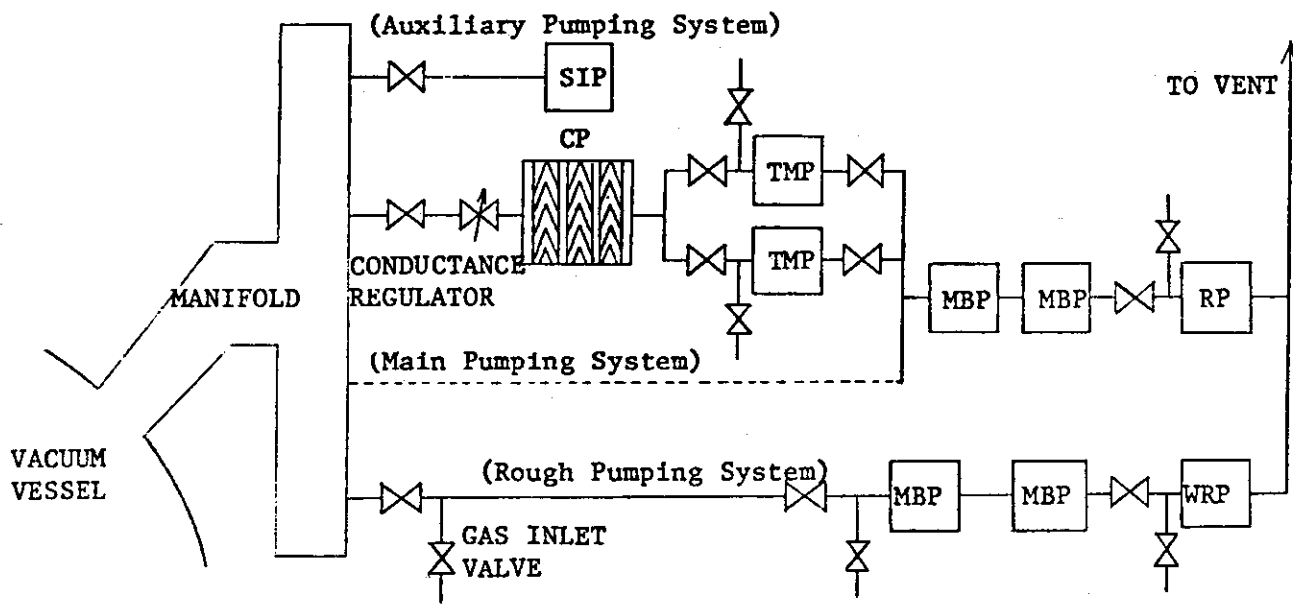 (Auxiliary Pumping System)
SIP
TO VENT
CP
TMP
TMP
CONDUCTANCE
REGULATOR
MANIFOLD
MBP
MBP
RP
(Main Pumping System)
VACUUM
VESSEL
(Rough Pumping System)
MBP
MBP
WRP
GAS INLET
VALVE